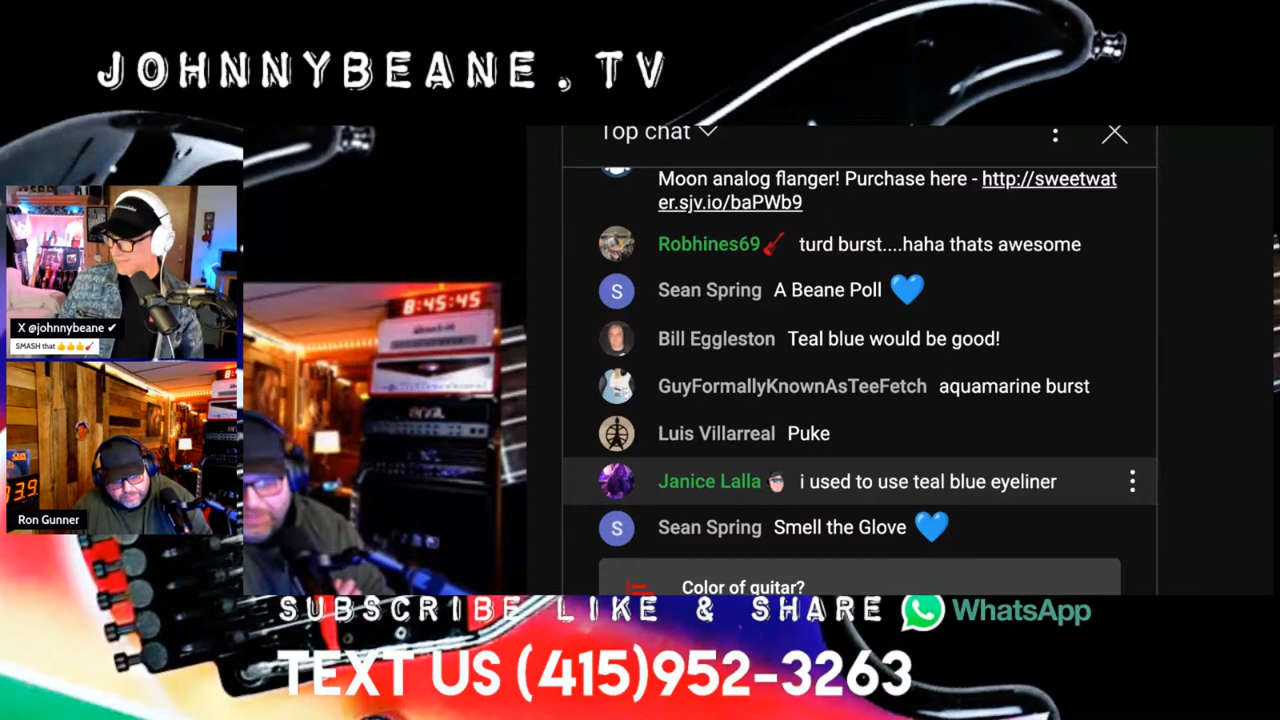 JOHNNYBEANE.TV
Top chat
Moon analog flanger! Purchase here - http://sweetwat
er.sjv.io/baPWb9
Robhines69 turd burst....haha thats awesome
S Sean Spring A Beane Poll
Bill Eggleston Teal blue would be good!
GuyFormallyKnownAsTeeFetch aquamarine burst
Luis Villarreal Puke
Janice Lalla i used to use teal blue eyeliner
S Sean Spring Smell the Glove
Color of guitar?
X @johnnybeane ✔
SMASH that 👍👍👍🎸
Ron Gunner
8:45:45
3.9
SUBSCRIBE LIKE & SHARE WhatsApp
TEXT US (415)952-3263